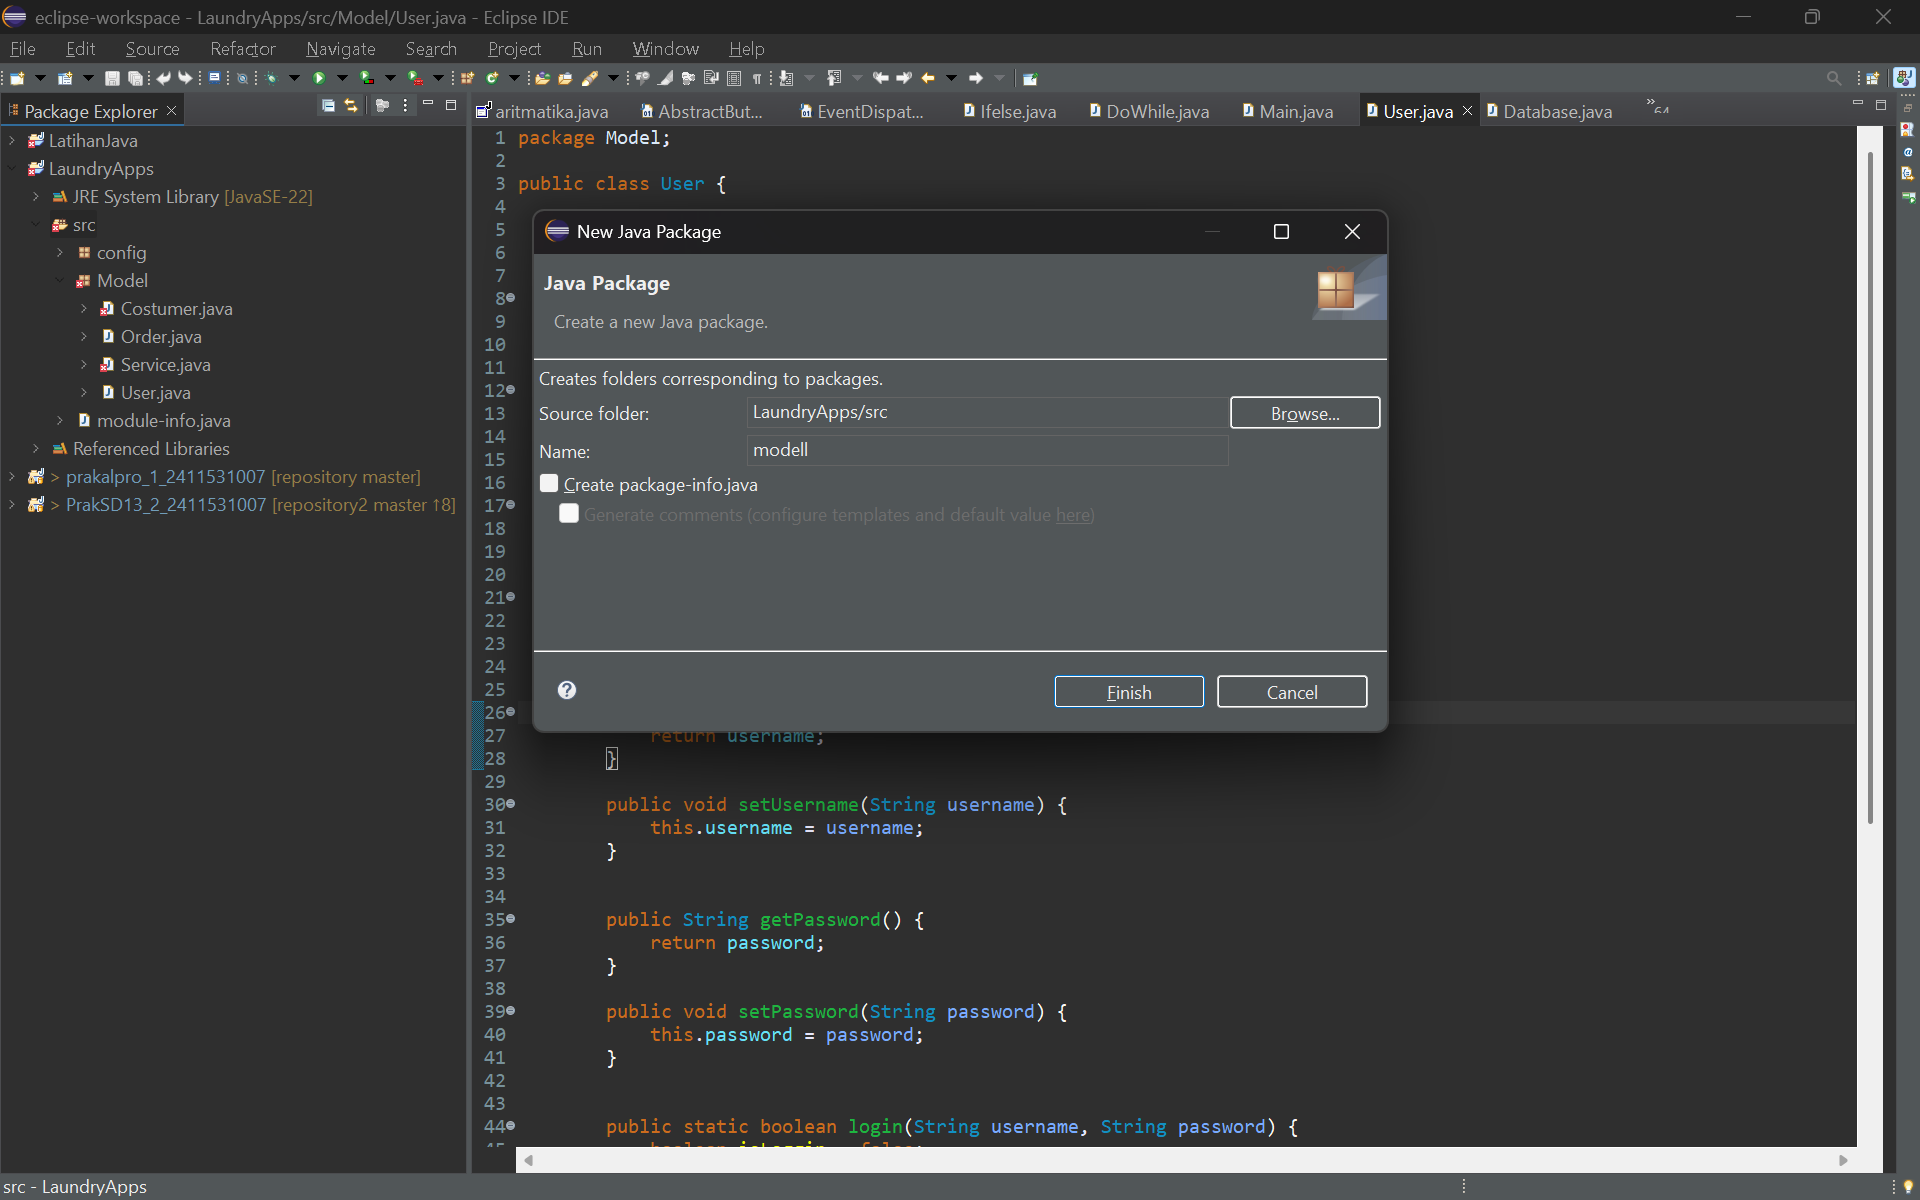 eclipse-workspace - LaundryApps/src/Model/User.java - Eclipse IDE
File Edit Source Refactor Navigate Search Project Run Window Help
Package Explorer
aritmatika.java AbstractBut... EventDispat... Ifelse.java DoWhile.java Main.java User.java Database.java »64
LatihanJava
LaundryApps
JRE System Library [JavaSE-22]
src
config
Model
Costumer.java
Order.java
Service.java
User.java
module-info.java
Referenced Libraries
> prakalpro_1_2411531007 [repository master]
> PrakSD13_2_2411531007 [repository2 master ↑8]
1 package Model;
2
3 public class User {
4
5
6
7
8
9
10
11
12
13
14
15
16
17
18
19
20
21
22
23
24
25
26
27 return username;
28 }
29
30 public void setUsername(String username) {
31 this.username = username;
32 }
33
34
35 public String getPassword() {
36 return password;
37 }
38
39 public void setPassword(String password) {
40 this.password = password;
41 }
42
43
44 public static boolean login(String username, String password) {
New Java Package
Java Package
Create a new Java package.
Creates folders corresponding to packages.
Source folder: LaundryApps/src Browse...
Name: modell
Create package-info.java
Generate comments (configure templates and default value here)
Finish Cancel
src - LaundryApps